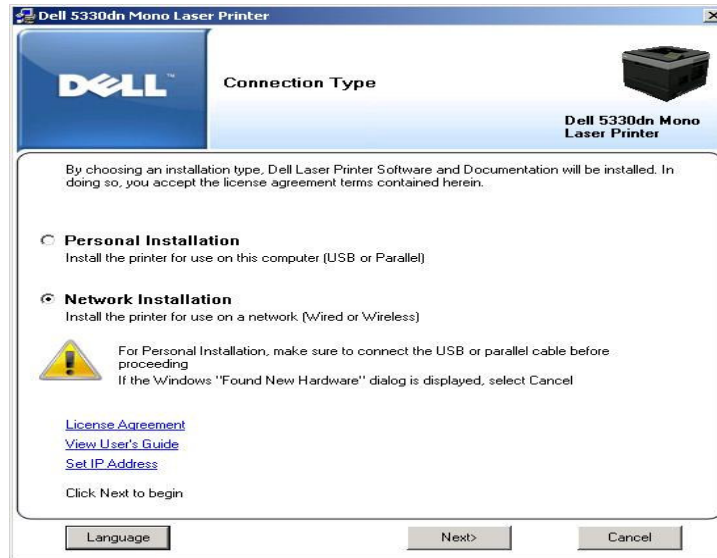 Dell 5330dn Mono Laser Printer
DELL™
Connection Type
Dell 5330dn Mono
Laser Printer
By choosing an installation type, Dell Laser Printer Software and Documentation will be installed. In
doing so, you accept the license agreement terms contained herein.
Personal Installation
Install the printer for use on this computer (USB or Parallel)
Network Installation
Install the printer for use on a network (Wired or Wireless)
For Personal Installation, make sure to connect the USB or parallel cable before
proceeding
If the Windows "Found New Hardware" dialog is displayed, select Cancel
License Agreement
View User's Guide
Set IP Address
Click Next to begin
Language
Next>
Cancel